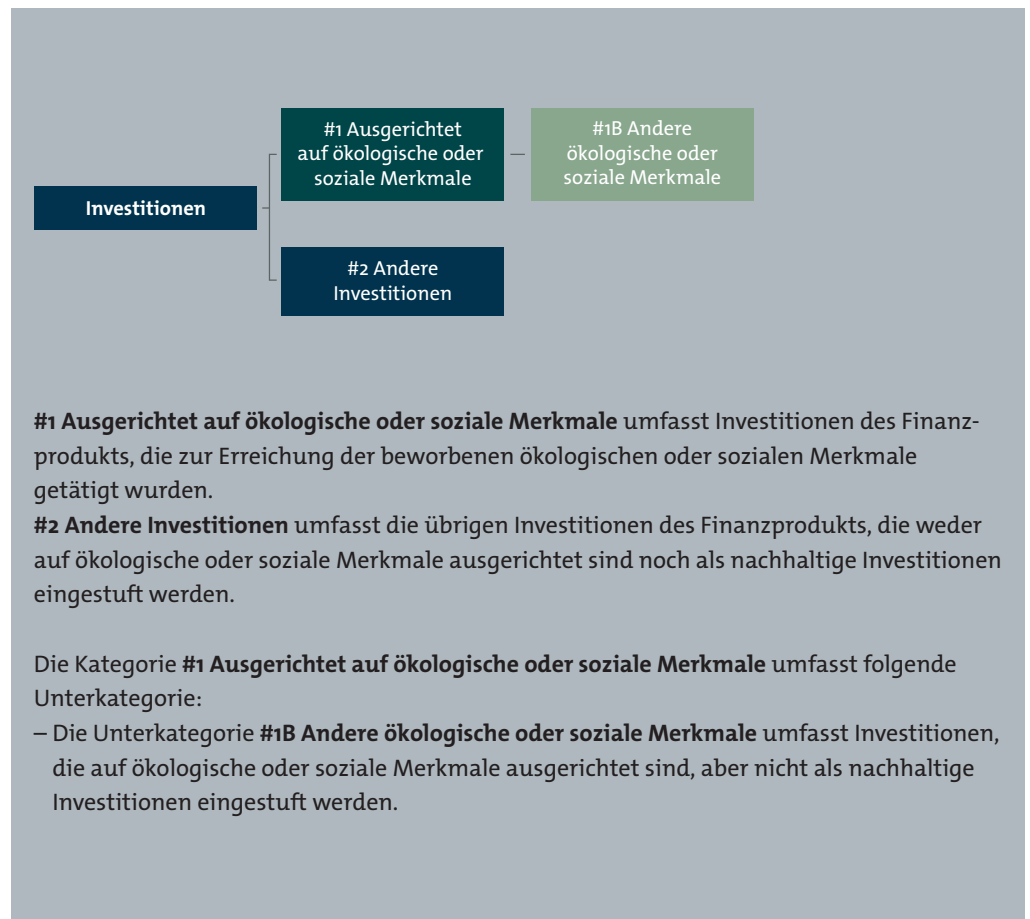 #1 Ausgerichtet
auf ökologische oder
soziale Merkmale
#1B Andere
ökologische oder
soziale Merkmale
Investitionen
#2 Andere
Investitionen
#1 Ausgerichtet auf ökologische oder soziale Merkmale umfasst Investitionen des Finanz-
produkts, die zur Erreichung der beworbenen ökologischen oder sozialen Merkmale
getätigt wurden.
#2 Andere Investitionen umfasst die übrigen Investitionen des Finanzprodukts, die weder
auf ökologische oder soziale Merkmale ausgerichtet sind noch als nachhaltige Investitionen
eingestuft werden.
Die Kategorie #1 Ausgerichtet auf ökologische oder soziale Merkmale umfasst folgende
Unterkategorie:
– Die Unterkategorie #1B Andere ökologische oder soziale Merkmale umfasst Investitionen,
die auf ökologische oder soziale Merkmale ausgerichtet sind, aber nicht als nachhaltige
Investitionen eingestuft werden.